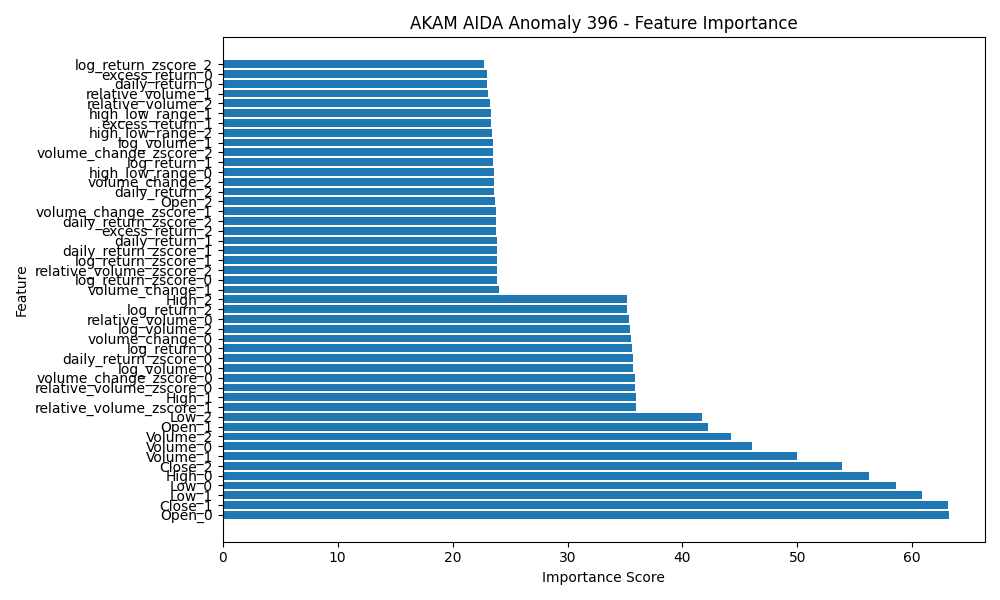 AKAM AIDA Anomaly 396 - Feature Importance
log_return_zscore_2
excess_return_0
daily_return_0
relative_volume_1
relative_volume_2
high_low_range_1
excess_return_1
high_low_range_2
log_volume_1
volume_change_zscore_2
log_return_1
high_low_range_0
volume_change_2
daily_return_2
Open_2
volume_change_zscore_1
daily_return_zscore_2
excess_return_2
daily_return_1
daily_return_zscore_1
log_return_zscore_1
relative_volume_zscore_2
log_return_zscore_0
volume_change_1
High_2
log_return_2
relative_volume_0
log_volume_2
volume_change_0
log_return_0
daily_return_zscore_0
log_volume_0
volume_change_zscore_0
relative_volume_zscore_0
High_1
relative_volume_zscore_1
Low_2
Open_1
Volume_2
Volume_0
Volume_1
Close_2
High_0
Low_0
Low_1
Close_1
Open_0
Feature
0 10 20 30 40 50 60
Importance Score